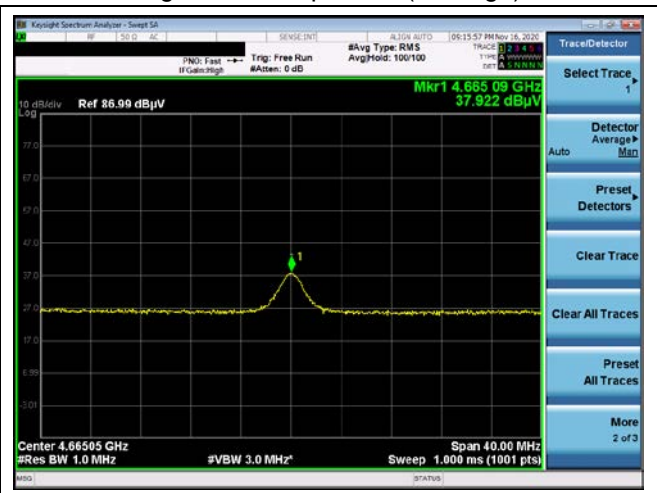 Keysight Spectrum Analyzer - Swept SA
RF 50 Ω AC SENSE:INT ALIGN AUTO 09:15:57 PM Nov 16, 2020
PNO: Fast Trig: Free Run #Avg Type: RMS TRACE 1 2 3 4 5 6
IFGain:High #Atten: 0 dB Avg|Hold: 100/100 TYPE A WWWWW
DET A S N N N N
Trace/Detector
Mkr1 4.665 09 GHz
37.922 dBµV
10 dB/div Ref 86.99 dBµV
Log
77.0
67.0
57.0
47.0
37.0
27.0
17.0
6.99
-3.01
1
Center 4.66505 GHz Span 40.00 MHz
#Res BW 1.0 MHz #VBW 3.0 MHz* Sweep 1.000 ms (1001 pts)
MSG STATUS
Select Trace
1
Detector
Average
Auto Man
Preset
Detectors
Clear Trace
Clear All Traces
Preset
All Traces
More
2 of 3